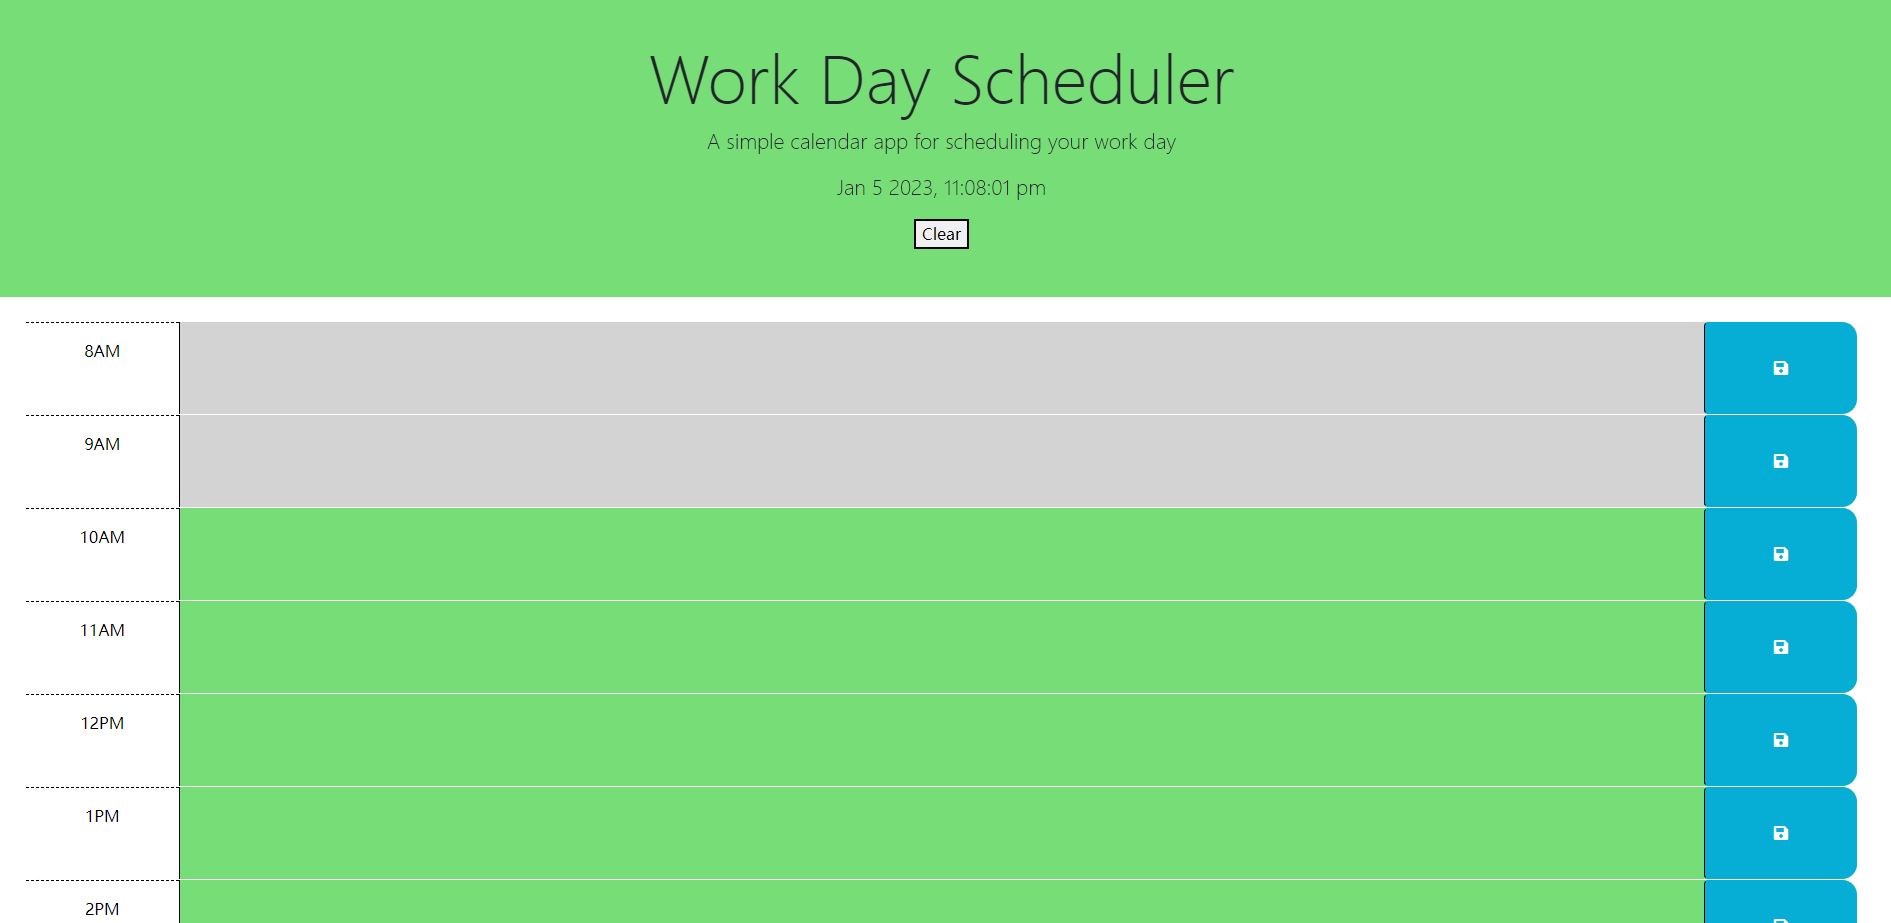 Work Day Scheduler
A simple calendar app for scheduling your work day
Jan 5 2023, 11:08:01 pm
Clear
8AM
9AM
10AM
11AM
12PM
1PM
2PM